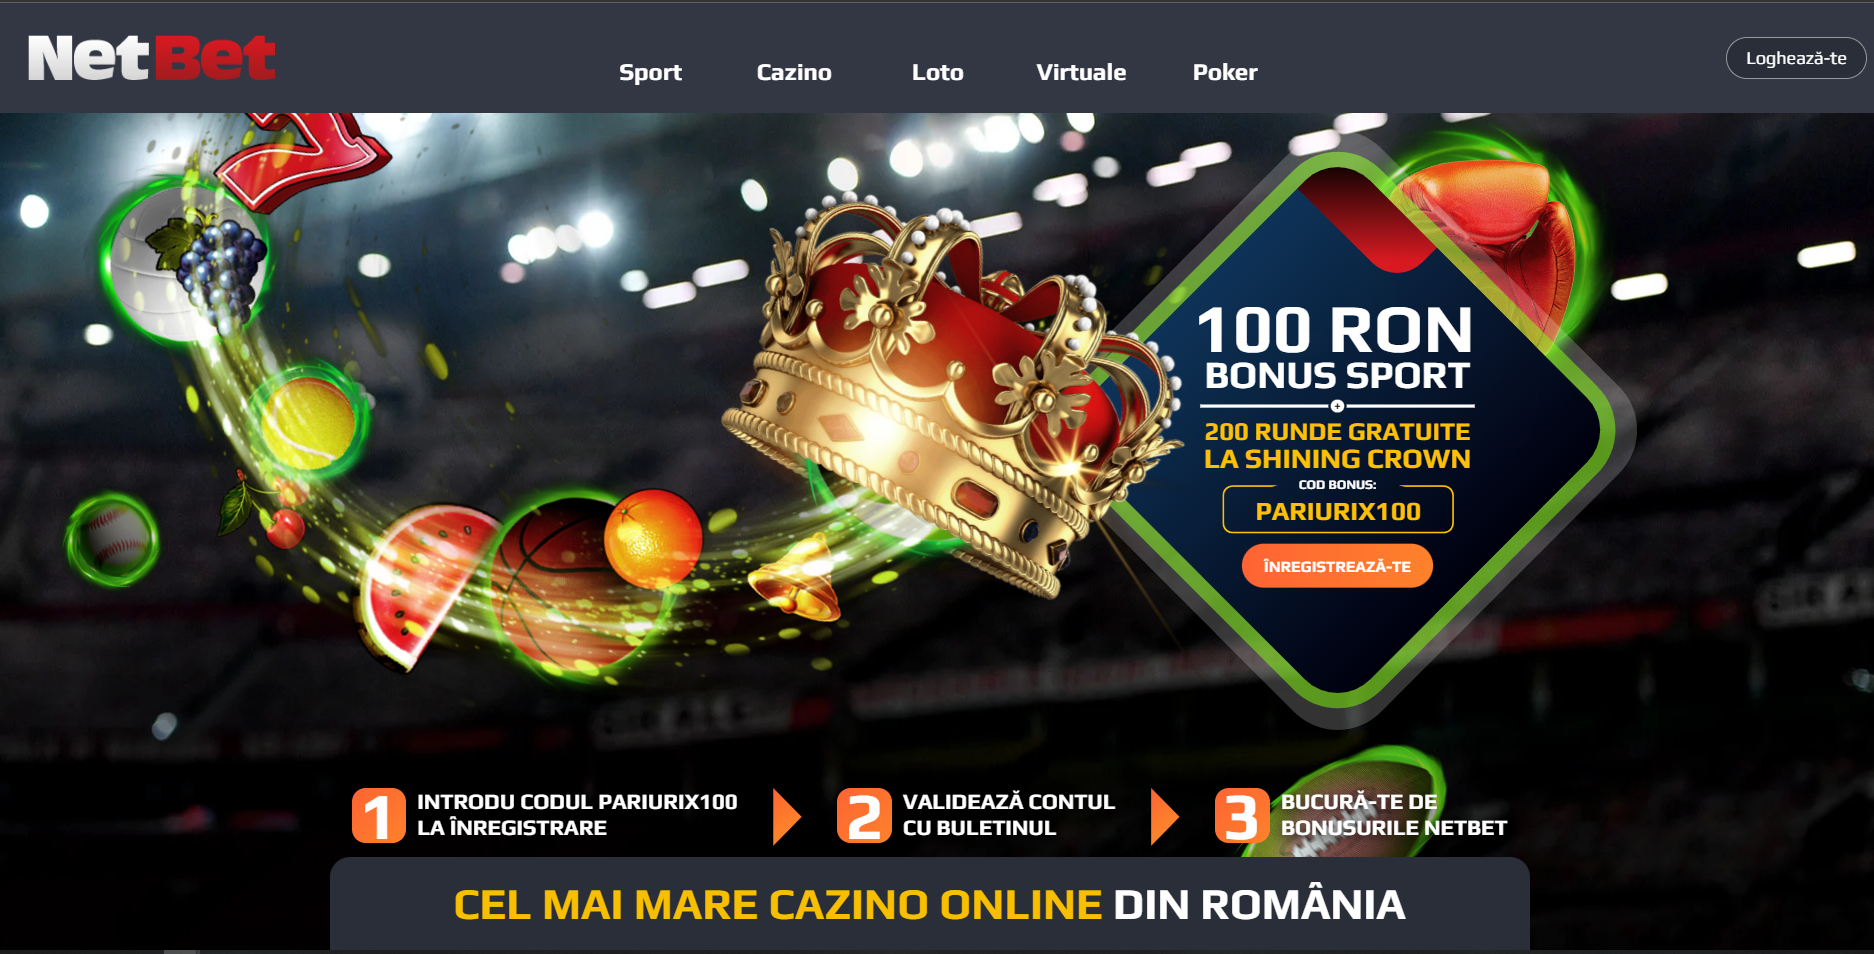 NetBet
Sport
Cazino
Loto
Virtuale
Poker
Loghează-te
100 RON
BONUS SPORT
+
200 RUNDE GRATUITE
LA SHINING CROWN
COD BONUS:
PARIURIX100
ÎNREGISTREAZĂ-TE
1
INTRODU CODUL PARIURIX100
LA ÎNREGISTRARE
2
VALIDEAZĂ CONTUL
CU BULETINUL
3
BUCURĂ-TE DE
BONUSURILE NETBET
CEL MAI MARE CAZINO ONLINE DIN ROMÂNIA